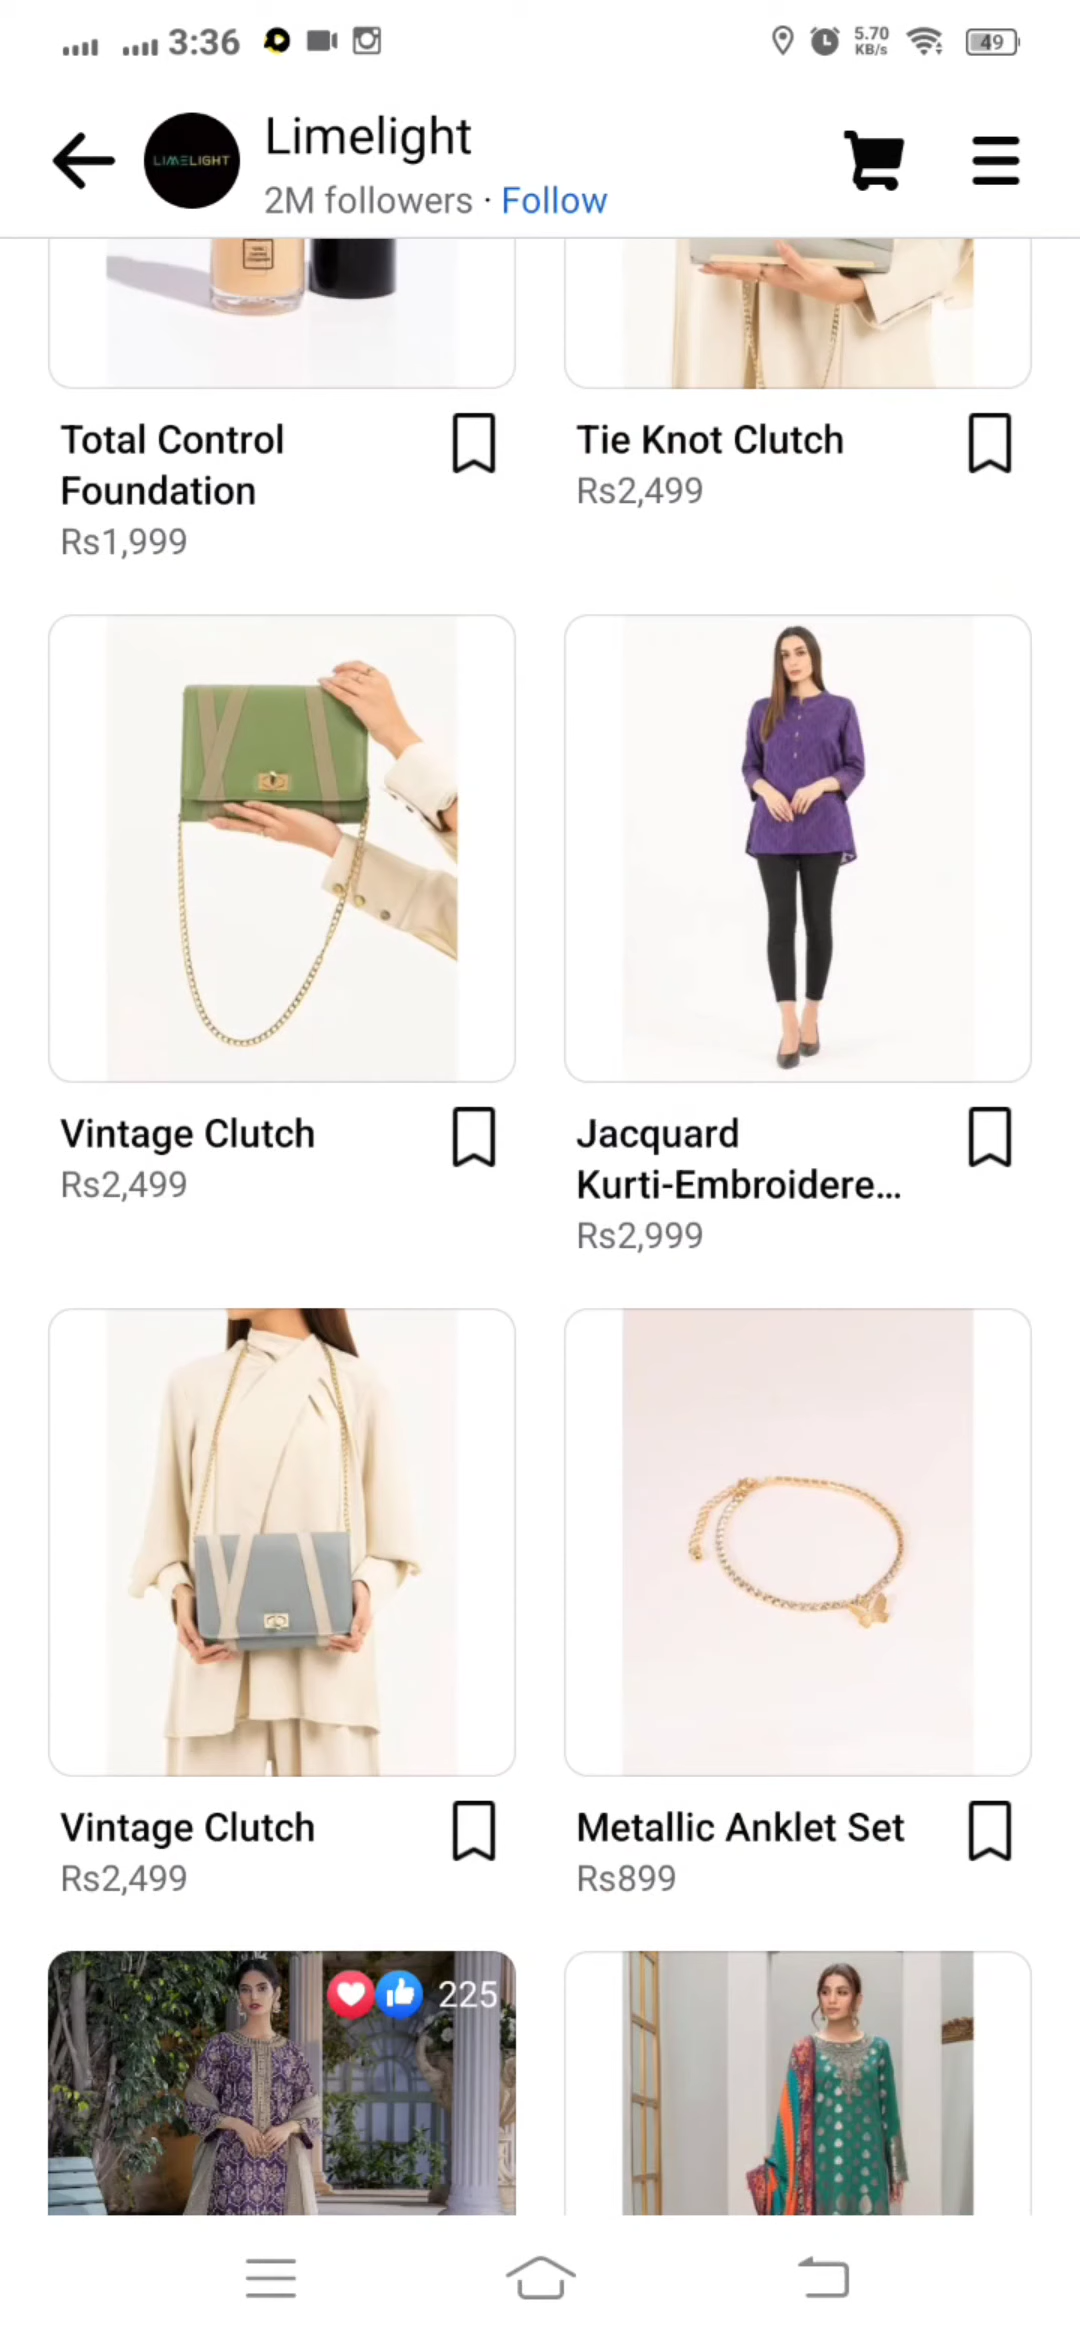 3:36
5.70
KB/s
49
LIMELIGHT
Limelight
2M followers · Follow
Total Control
Foundation
Rs1,999
Tie Knot Clutch
Rs2,499
Vintage Clutch
Rs2,499
Jacquard
Kurti-Embroidere...
Rs2,999
Vintage Clutch
Rs2,499
Metallic Anklet Set
Rs899
225